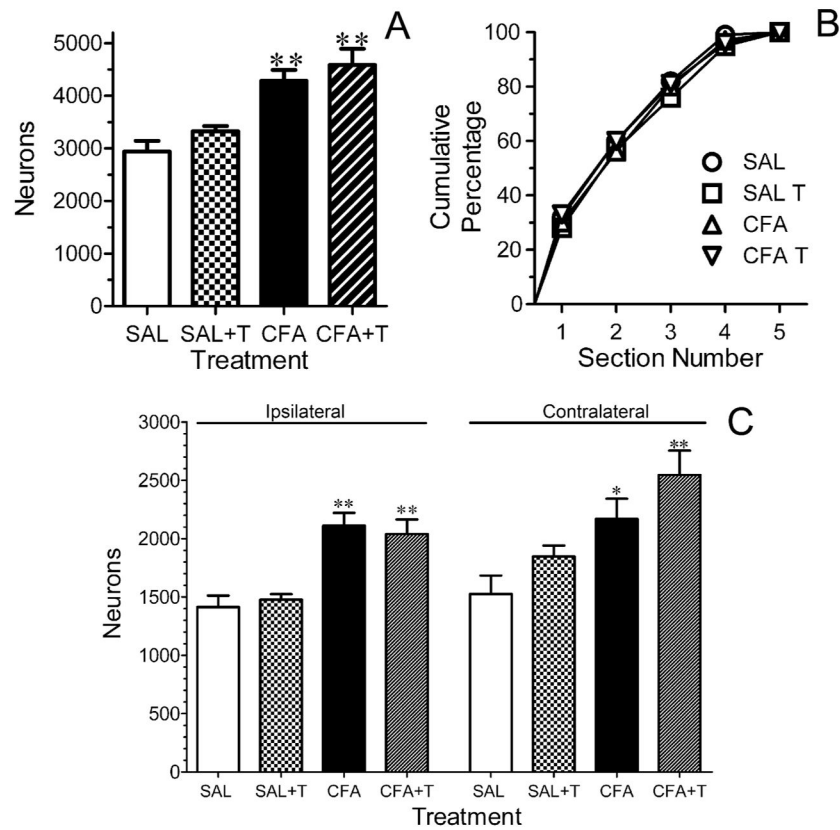 A
5000
4000
3000
2000
1000
0
Neurons
** **
SAL SAL+T CFA CFA+T
Treatment
B
100
80
60
40
20
0
Cumulative
Percentage
SAL
SAL T
CFA
CFA T
1 2 3 4 5
Section Number
C
Ipsilateral Contralateral
3000
2500
2000
1500
1000
500
0
Neurons
** ** * **
SAL SAL+T CFA CFA+T SAL SAL+T CFA CFA+T
Treatment